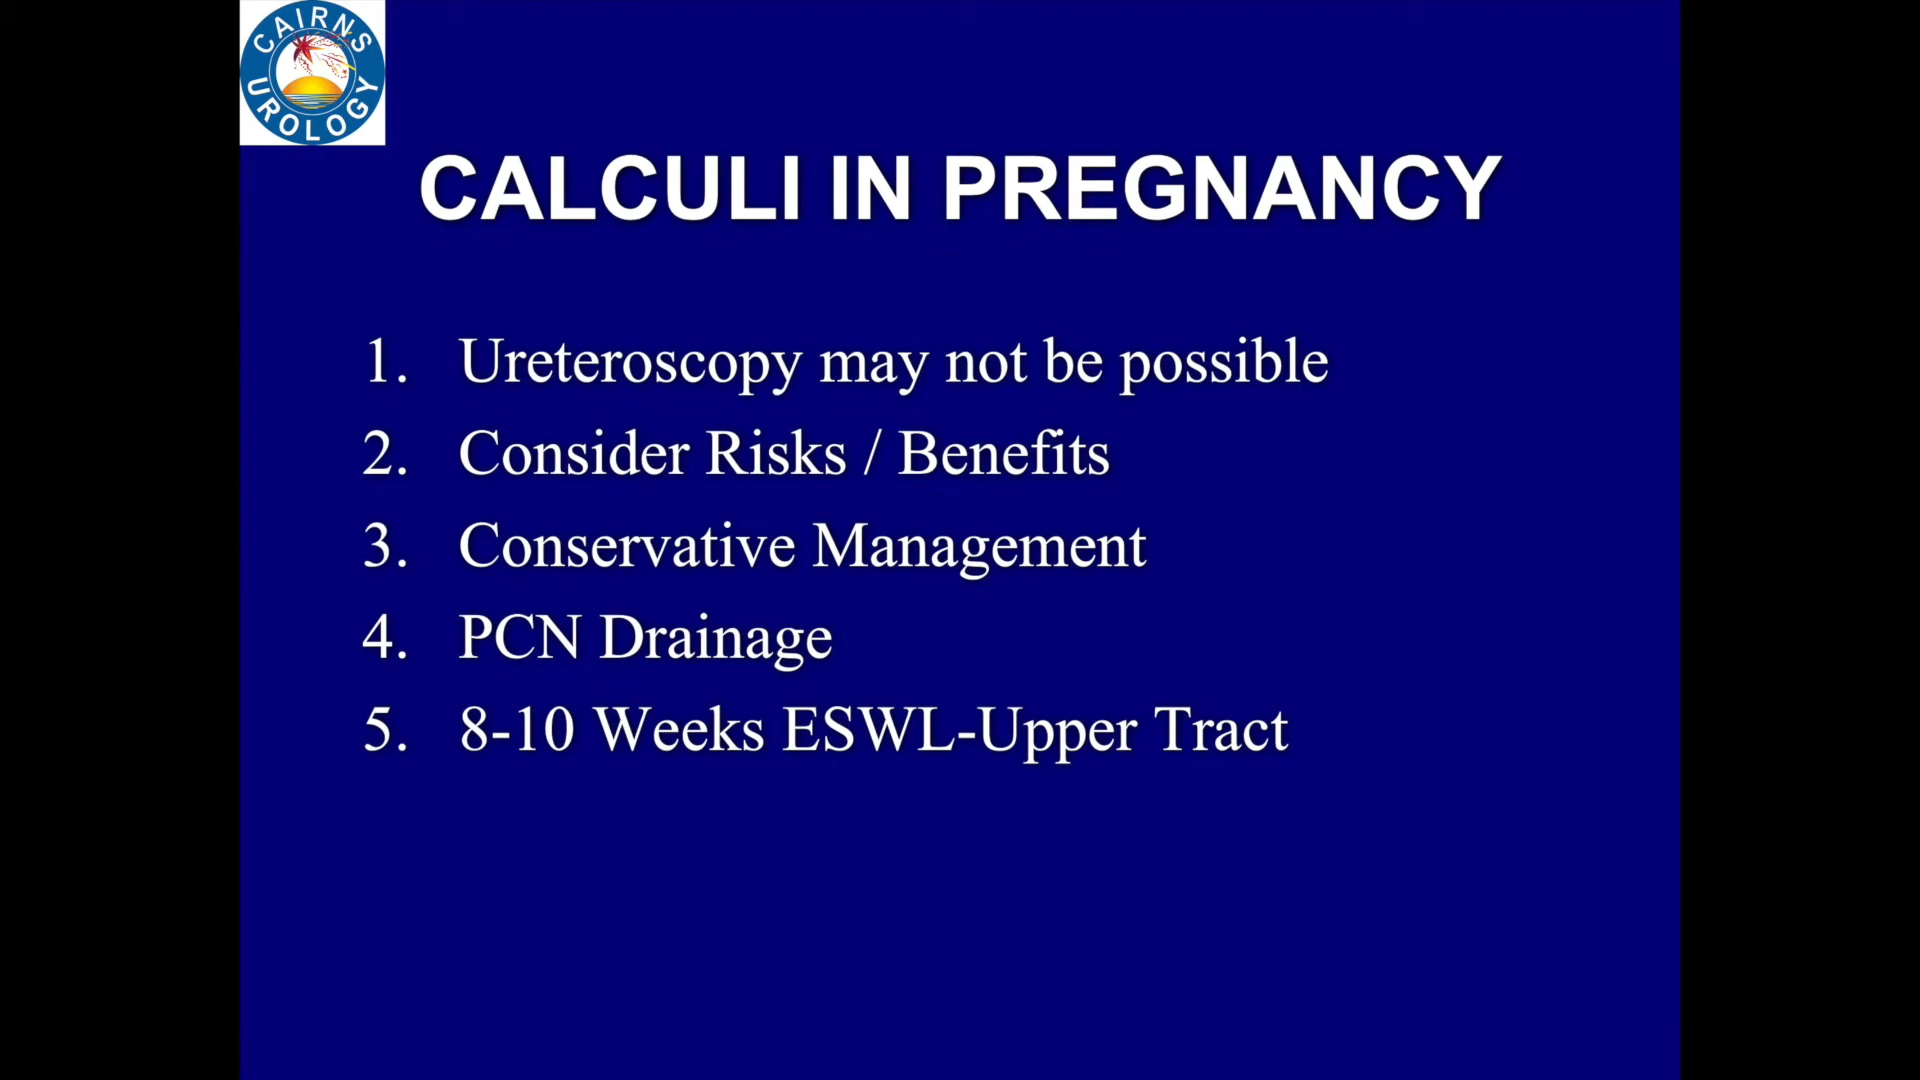 CAIRNS
UROLOGY
CALCULI IN PREGNANCY
1. Ureteroscopy may not be possible
2. Consider Risks / Benefits
3. Conservative Management
4. PCN Drainage
5. 8-10 Weeks ESWL-Upper Tract